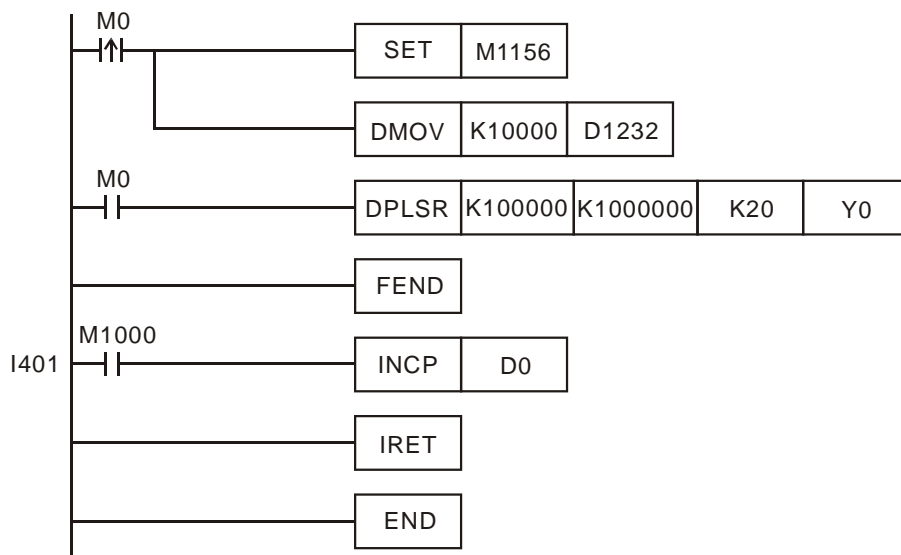 M0
SET M1156
DMOV K10000 D1232
M0
DPLSR K100000 K1000000 K20 Y0
FEND
M1000
I401 INCP D0
IRET
END